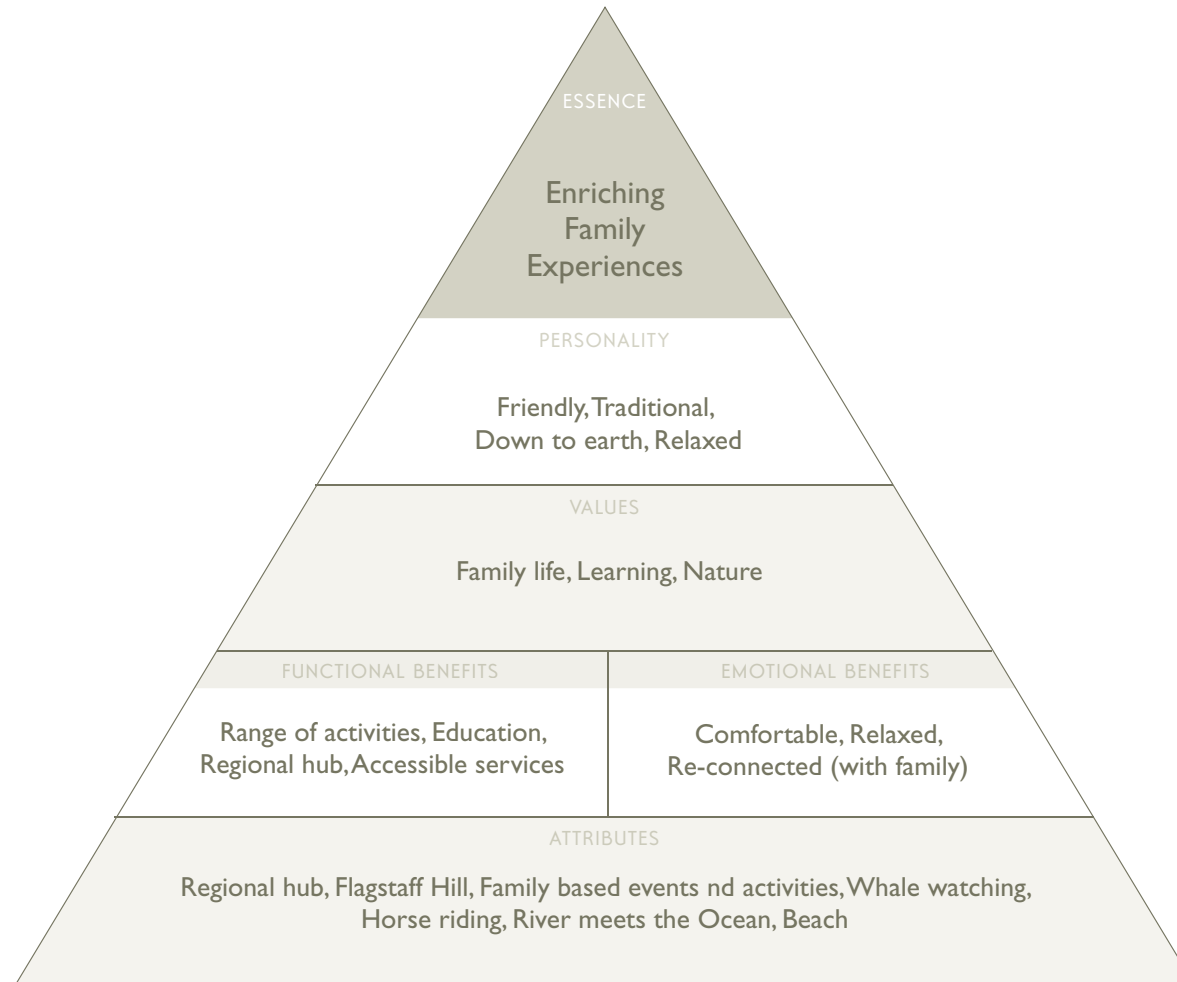 ESSENCE
Enriching
Family
Experiences
PERSONALITY
Friendly, Traditional,
Down to earth, Relaxed
VALUES
Family life, Learning, Nature
FUNCTIONAL BENEFITS
Range of activities, Education,
Regional hub, Accessible services
EMOTIONAL BENEFITS
Comfortable, Relaxed,
Re-connected (with family)
ATTRIBUTES
Regional hub, Flagstaff Hill, Family based events nd activities, Whale watching,
Horse riding, River meets the Ocean, Beach